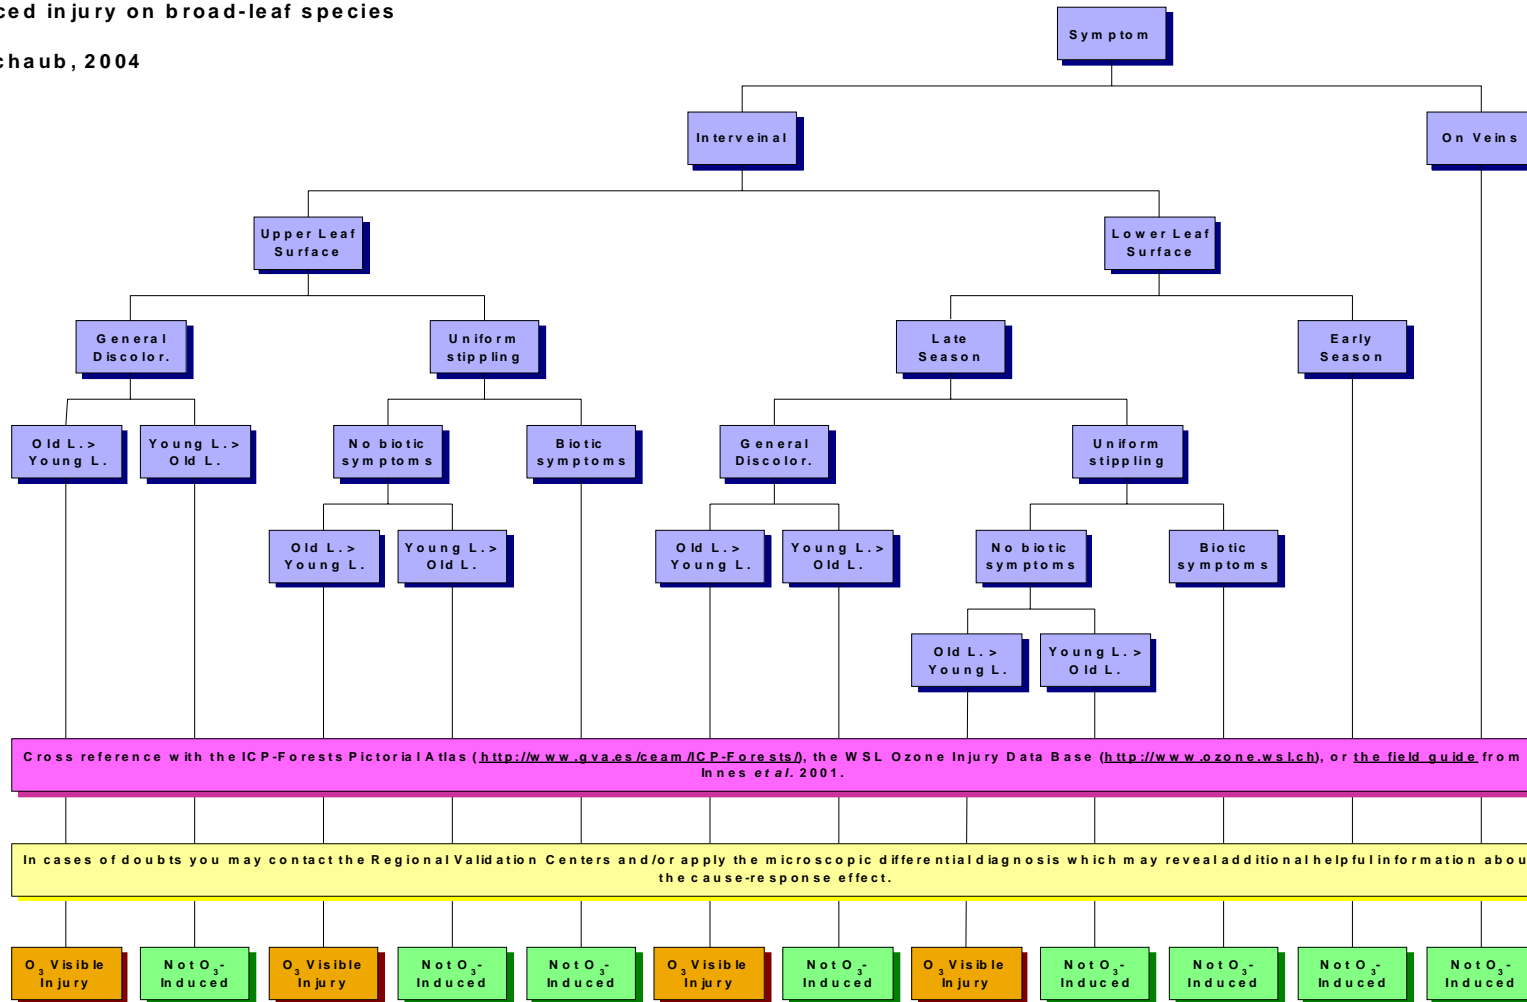 ced injury on broad-leaf species
chaub, 2004
Symptom
Interveinal
On Veins
Upper Leaf
Surface
Lower Leaf
Surface
General
Discolor.
Uniform
stippling
Late
Season
Early
Season
Old L. >
Young L.
Young L. >
Old L.
No biotic
symptoms
Biotic
symptoms
General
Discolor.
Uniform
stippling
Old L. >
Young L.
Young L. >
Old L.
Old L. >
Young L.
Young L. >
Old L.
No biotic
symptoms
Biotic
symptoms
Old L. >
Young L.
Young L. >
Old L.
Cross reference with the ICP-Forests Pictorial Atlas (http://www.gva.es/ceam/ICP-Forests/), the WSL Ozone Injury Data Base (http://www.ozone.wsl.ch), or the field guide from
Innes et al. 2001.
In cases of doubts you may contact the Regional Validation Centers and/or apply the microscopic differential diagnosis which may reveal additional helpful information abou
the cause-response effect.
O3 Visible
Injury
Not O3-
Induced
O3 Visible
Injury
Not O3-
Induced
Not O3-
Induced
O3 Visible
Injury
Not O3-
Induced
O3 Visible
Injury
Not O3-
Induced
Not O3-
Induced
Not O3-
Induced
Not O3-
Induced